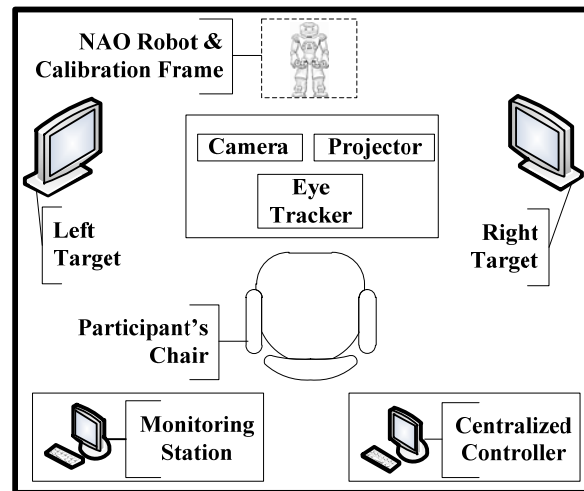 NAO Robot &
Calibration Frame
Camera
Projector
Eye
Tracker
Left
Target
Right
Target
Participant's
Chair
Monitoring
Station
Centralized
Controller